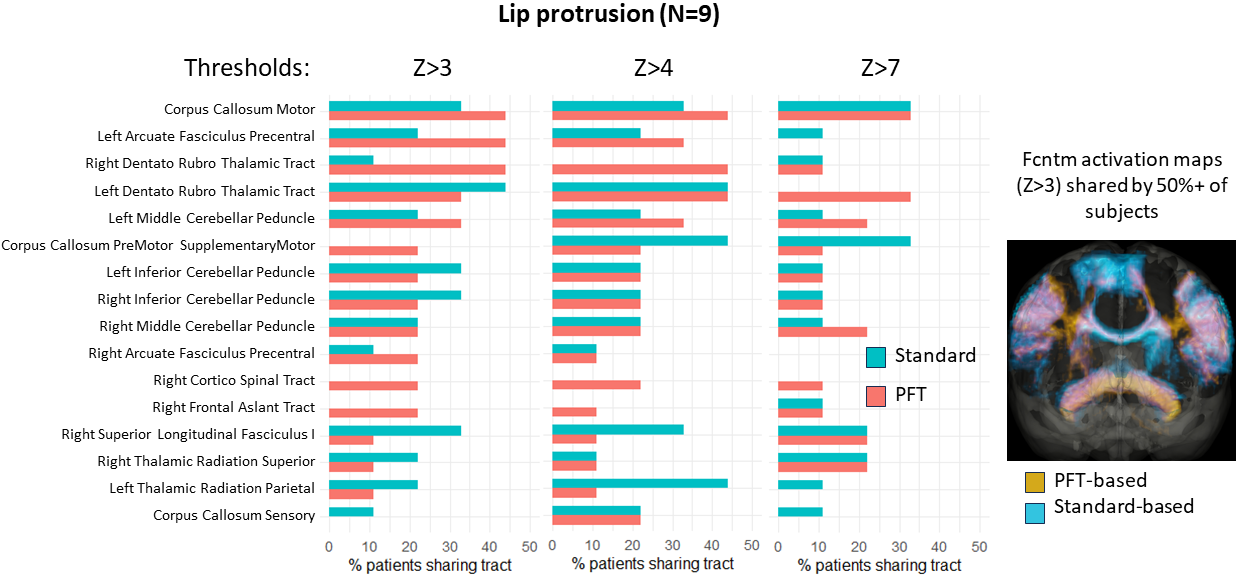 Lip protrusion (N=9)
Thresholds:
Z>3
Z>4
Z>7
Corpus Callosum Motor
Left Arcuate Fasciculus Precentral
Right Dentato Rubro Thalamic Tract
Left Dentato Rubro Thalamic Tract
Left Middle Cerebellar Peduncle
Corpus Callosum PreMotor SupplementaryMotor
Left Inferior Cerebellar Peduncle
Right Inferior Cerebellar Peduncle
Right Middle Cerebellar Peduncle
Right Arcuate Fasciculus Precentral
Right Cortico Spinal Tract
Right Frontal Aslant Tract
Right Superior Longitudinal Fasciculus I
Right Thalamic Radiation Superior
Left Thalamic Radiation Parietal
Corpus Callosum Sensory
0 10 20 30 40 50
% patients sharing tract
0 10 20 30 40 50
% patients sharing tract
0 10 20 30 40 50
% patients sharing tract
Standard
PFT
Fcntm activation maps
(Z>3) shared by 50%+ of
subjects
PFT-based
Standard-based